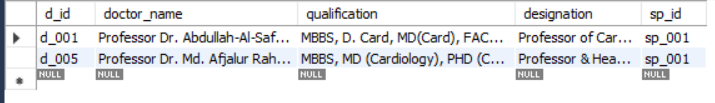 d_id doctor_name qualification designation sp_id
d_001 Professor Dr. Abdullah-Al-Saf... MBBS, D. Card, MD(Card), FAC... Professor of Car... sp_001
d_005 Professor Dr. Md. Afjalur Rah... MBBS, MD (Cardiology), PHD (C... Professor & Hea... sp_001
NULL NULL NULL NULL NULL